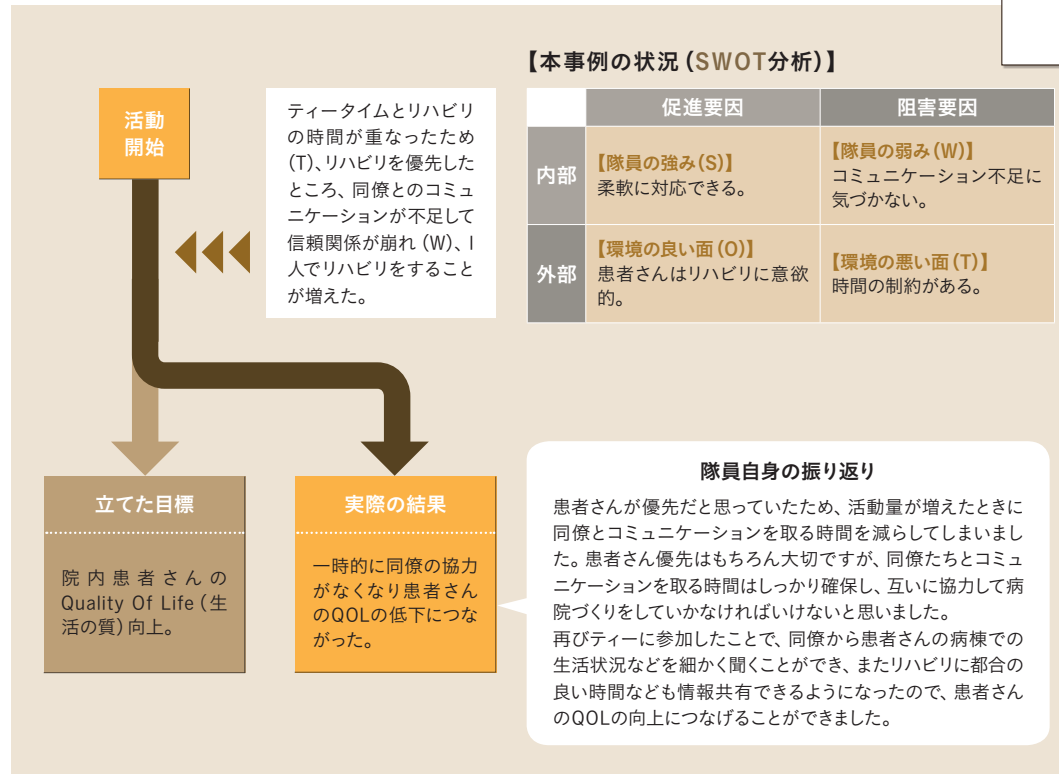 【本事例の状況（SWOT分析）】
促進要因
阻害要因
内部
【隊員の強み（S）】
柔軟に対応できる。
【隊員の弱み（W）】
コミュニケーション不足に
気づかない。
外部
【環境の良い面（O）】
患者さんはリハビリに意欲
的。
【環境の悪い面（T）】
時間の制約がある。
活動
開始
ティータイムとリハビリ
の時間が重なったため
（T）、リハビリを優先した
ところ、同僚とのコミュ
ニケーションが不足して
信頼関係が崩れ（W）、1
人でリハビリをすること
が増えた。
立てた目標
院内患者さんの
Quality Of Life（生
活の質）向上。
実際の結果
一時的に同僚の協力
がなくなり患者さん
のQOLの低下につな
がった。
隊員自身の振り返り
患者さんが優先だと思っていたため、活動量が増えたときに
同僚とコミュニケーションを取る時間を減らしてしまいまし
た。患者さん優先はもちろん大切ですが、同僚たちとコミュ
ニケーションを取る時間はしっかり確保し、互いに協力して病
院づくりをしていかなければいけないと思いました。
再びティーに参加したことで、同僚から患者さんの病棟での
生活状況などを細かく聞くことができ、またリハビリに都合の
良い時間なども情報共有できるようになったので、患者さん
のQOLの向上につなげることができました。